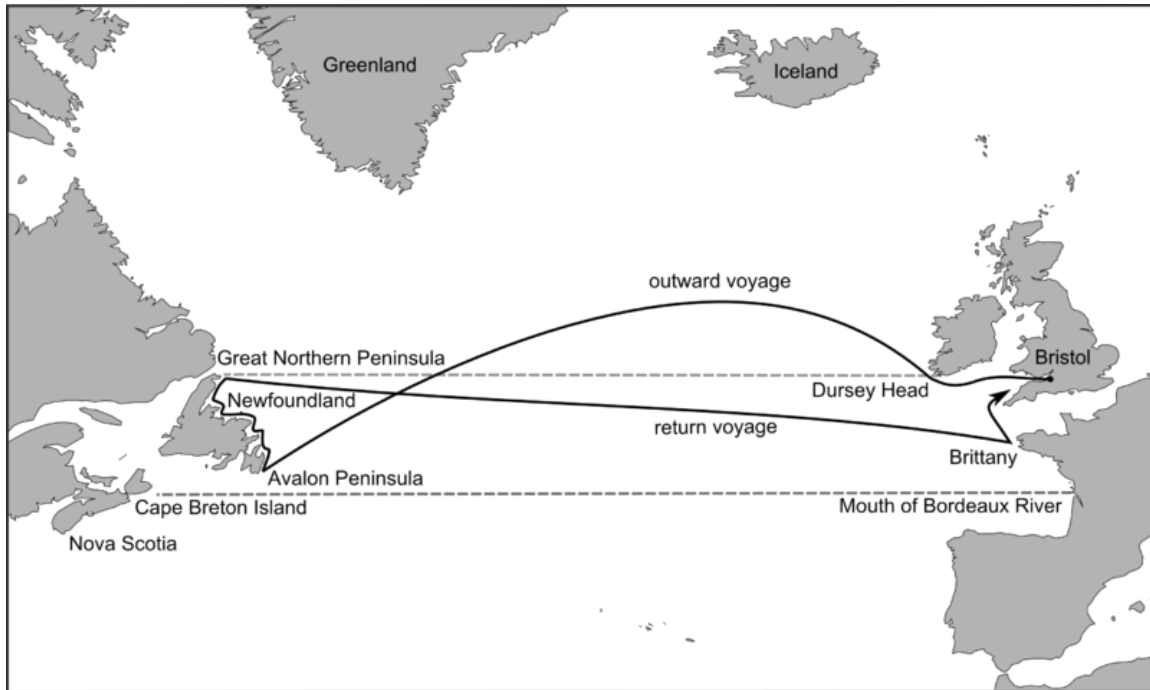 Greenland
Iceland
outward voyage
Great Northern Peninsula
Bristol
Dursey Head
Newfoundland
return voyage
Brittany
Avalon Peninsula
Cape Breton Island
Mouth of Bordeaux River
Nova Scotia